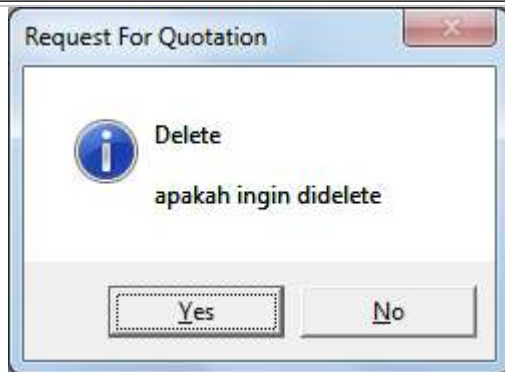 Request For Quotation
Delete
apakah ingin didelete
Yes
No